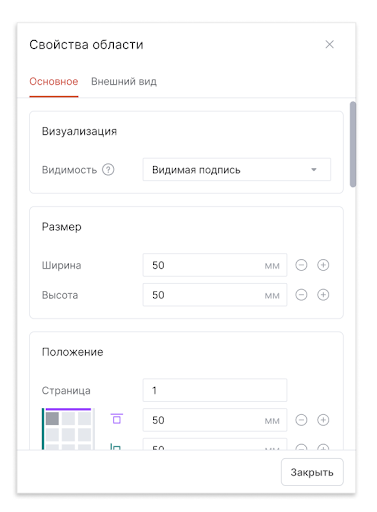 Свойства области
Основное Внешний вид
Визуализация
Видимость ? Видимая подпись
Размер
Ширина 50 мм
Высота 50 мм
Положение
Страница 1
50 мм
50 мм
Закрыть